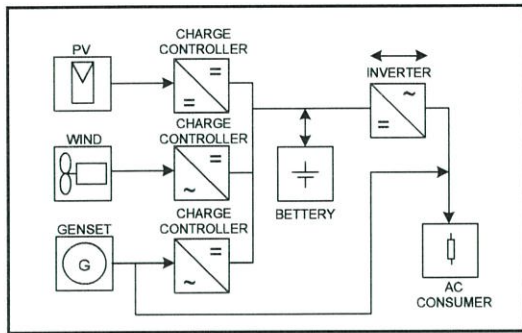 PV
CHARGE
CONTROLLER
=
=
INVERTER
~
=
WIND
CHARGE
CONTROLLER
=
~
BETTERY
GENSET
G
CHARGE
CONTROLLER
=
~
AC
CONSUMER